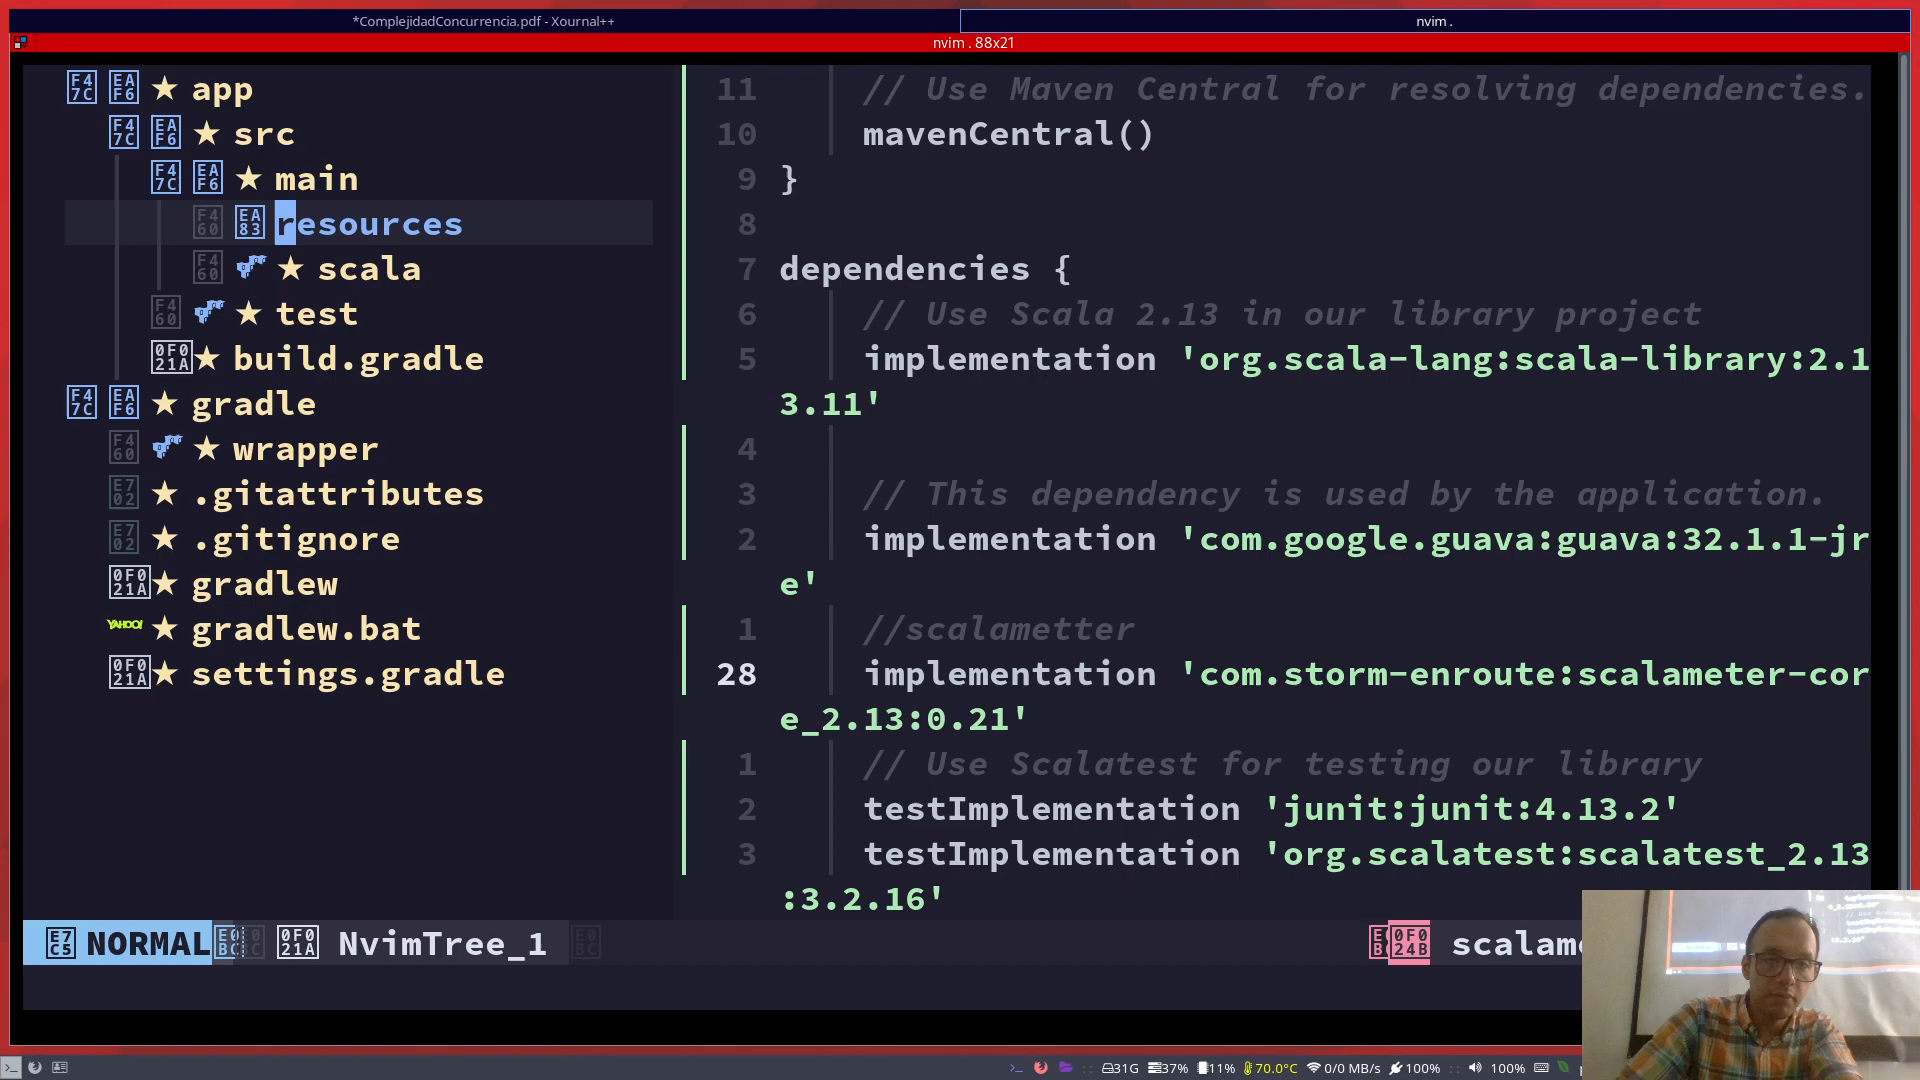 *ComplejidadConcurrencia.pdf - Xournal++
nvim .
nvim . 88x21
★ app
★ src
★ main
resources
★ scala
★ test
★ build.gradle
★ gradle
★ wrapper
★ .gitattributes
★ .gitignore
★ gradlew
YAHOO! ★ gradlew.bat
★ settings.gradle
11 // Use Maven Central for resolving dependencies.
10 mavenCentral()
9 }
8
7 dependencies {
6 // Use Scala 2.13 in our library project
5 implementation 'org.scala-lang:scala-library:2.1
3.11'
4
3 // This dependency is used by the application.
2 implementation 'com.google.guava:guava:32.1.1-jr
e'
1 //scalametter
28 implementation 'com.storm-enroute:scalameter-cor
e_2.13:0.21'
1 // Use Scalatest for testing our library
2 testImplementation 'junit:junit:4.13.2'
3 testImplementation 'org.scalatest:scalatest_2.13
:3.2.16'
NORMAL NvimTree_1 scalame
31G 37% 11% 70.0°C 0/0 MB/s 100% 100%